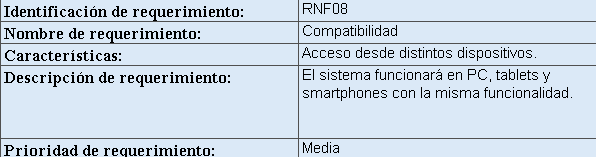 Identificación de requerimiento: RNF08
Nombre de requerimiento: Compatibilidad
Características: Acceso desde distintos dispositivos.
Descripción de requerimiento: El sistema funcionará en PC, tablets y
smartphones con la misma funcionalidad.
Prioridad de requerimiento: Media